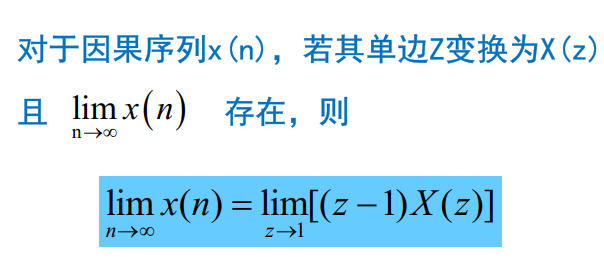 对于因果序列x(n)，若其单边Z变换为X(z)
且 $\lim_{n \to \infty} x(n)$ 存在，则
$\lim_{n \to \infty} x(n) = \lim_{z \to 1} [(z-1)X(z)]$